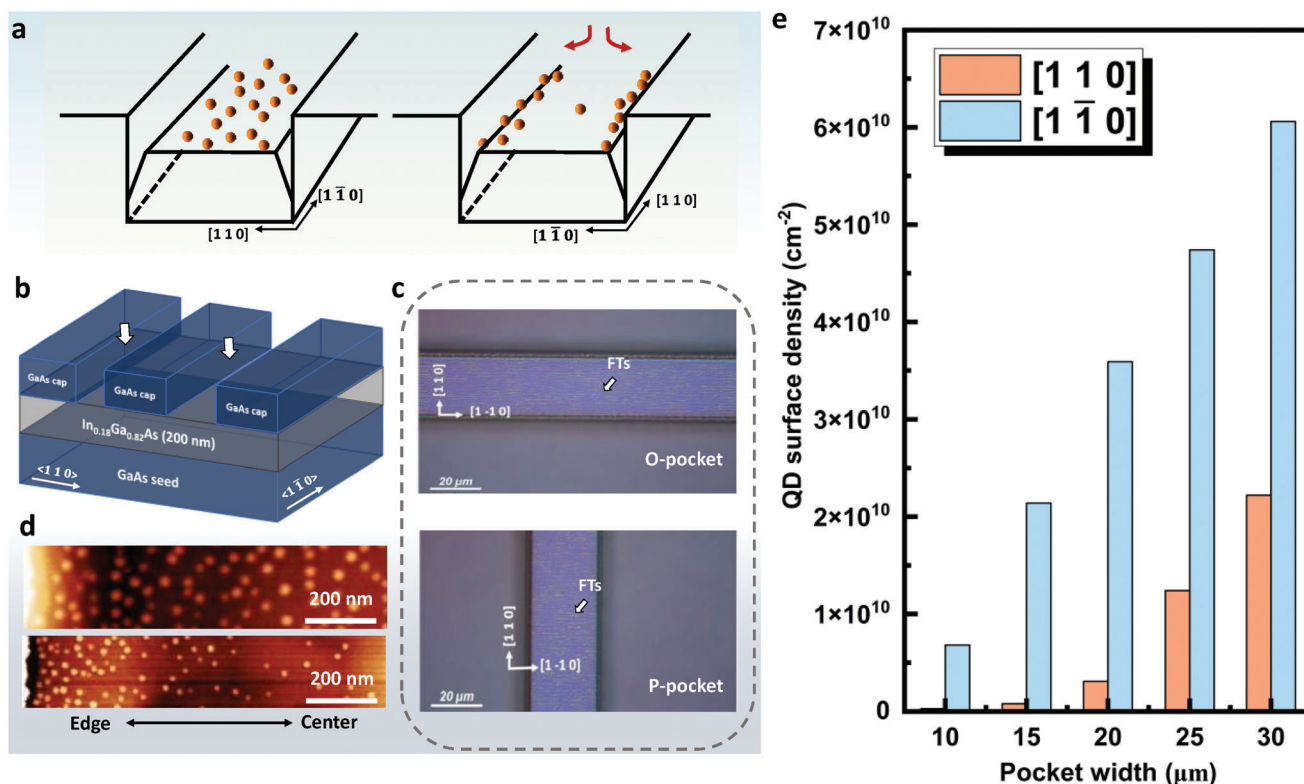 a
[1 1̅ 0]
[1 1 0]
[1 1 0]
[1 1̅ 0]
b
GaAs cap
GaAs cap
GaAs cap
In0.18Ga0.82As (200 nm)
GaAs seed
<1 1 0>
<1 1̅ 0>
c
FTs
[1 1 0]
[1 -1 0]
O-pocket
20 μm
FTs
[1 1 0]
[1 -1 0]
P-pocket
20 μm
d
200 nm
200 nm
Edge
Center
e
[1 1 0]
[1 1̅ 0]
QD surface density (cm-2)
7×10¹⁰
6×10¹⁰
5×10¹⁰
4×10¹⁰
3×10¹⁰
2×10¹⁰
1×10¹⁰
0
10 15 20 25 30
Pocket width (μm)